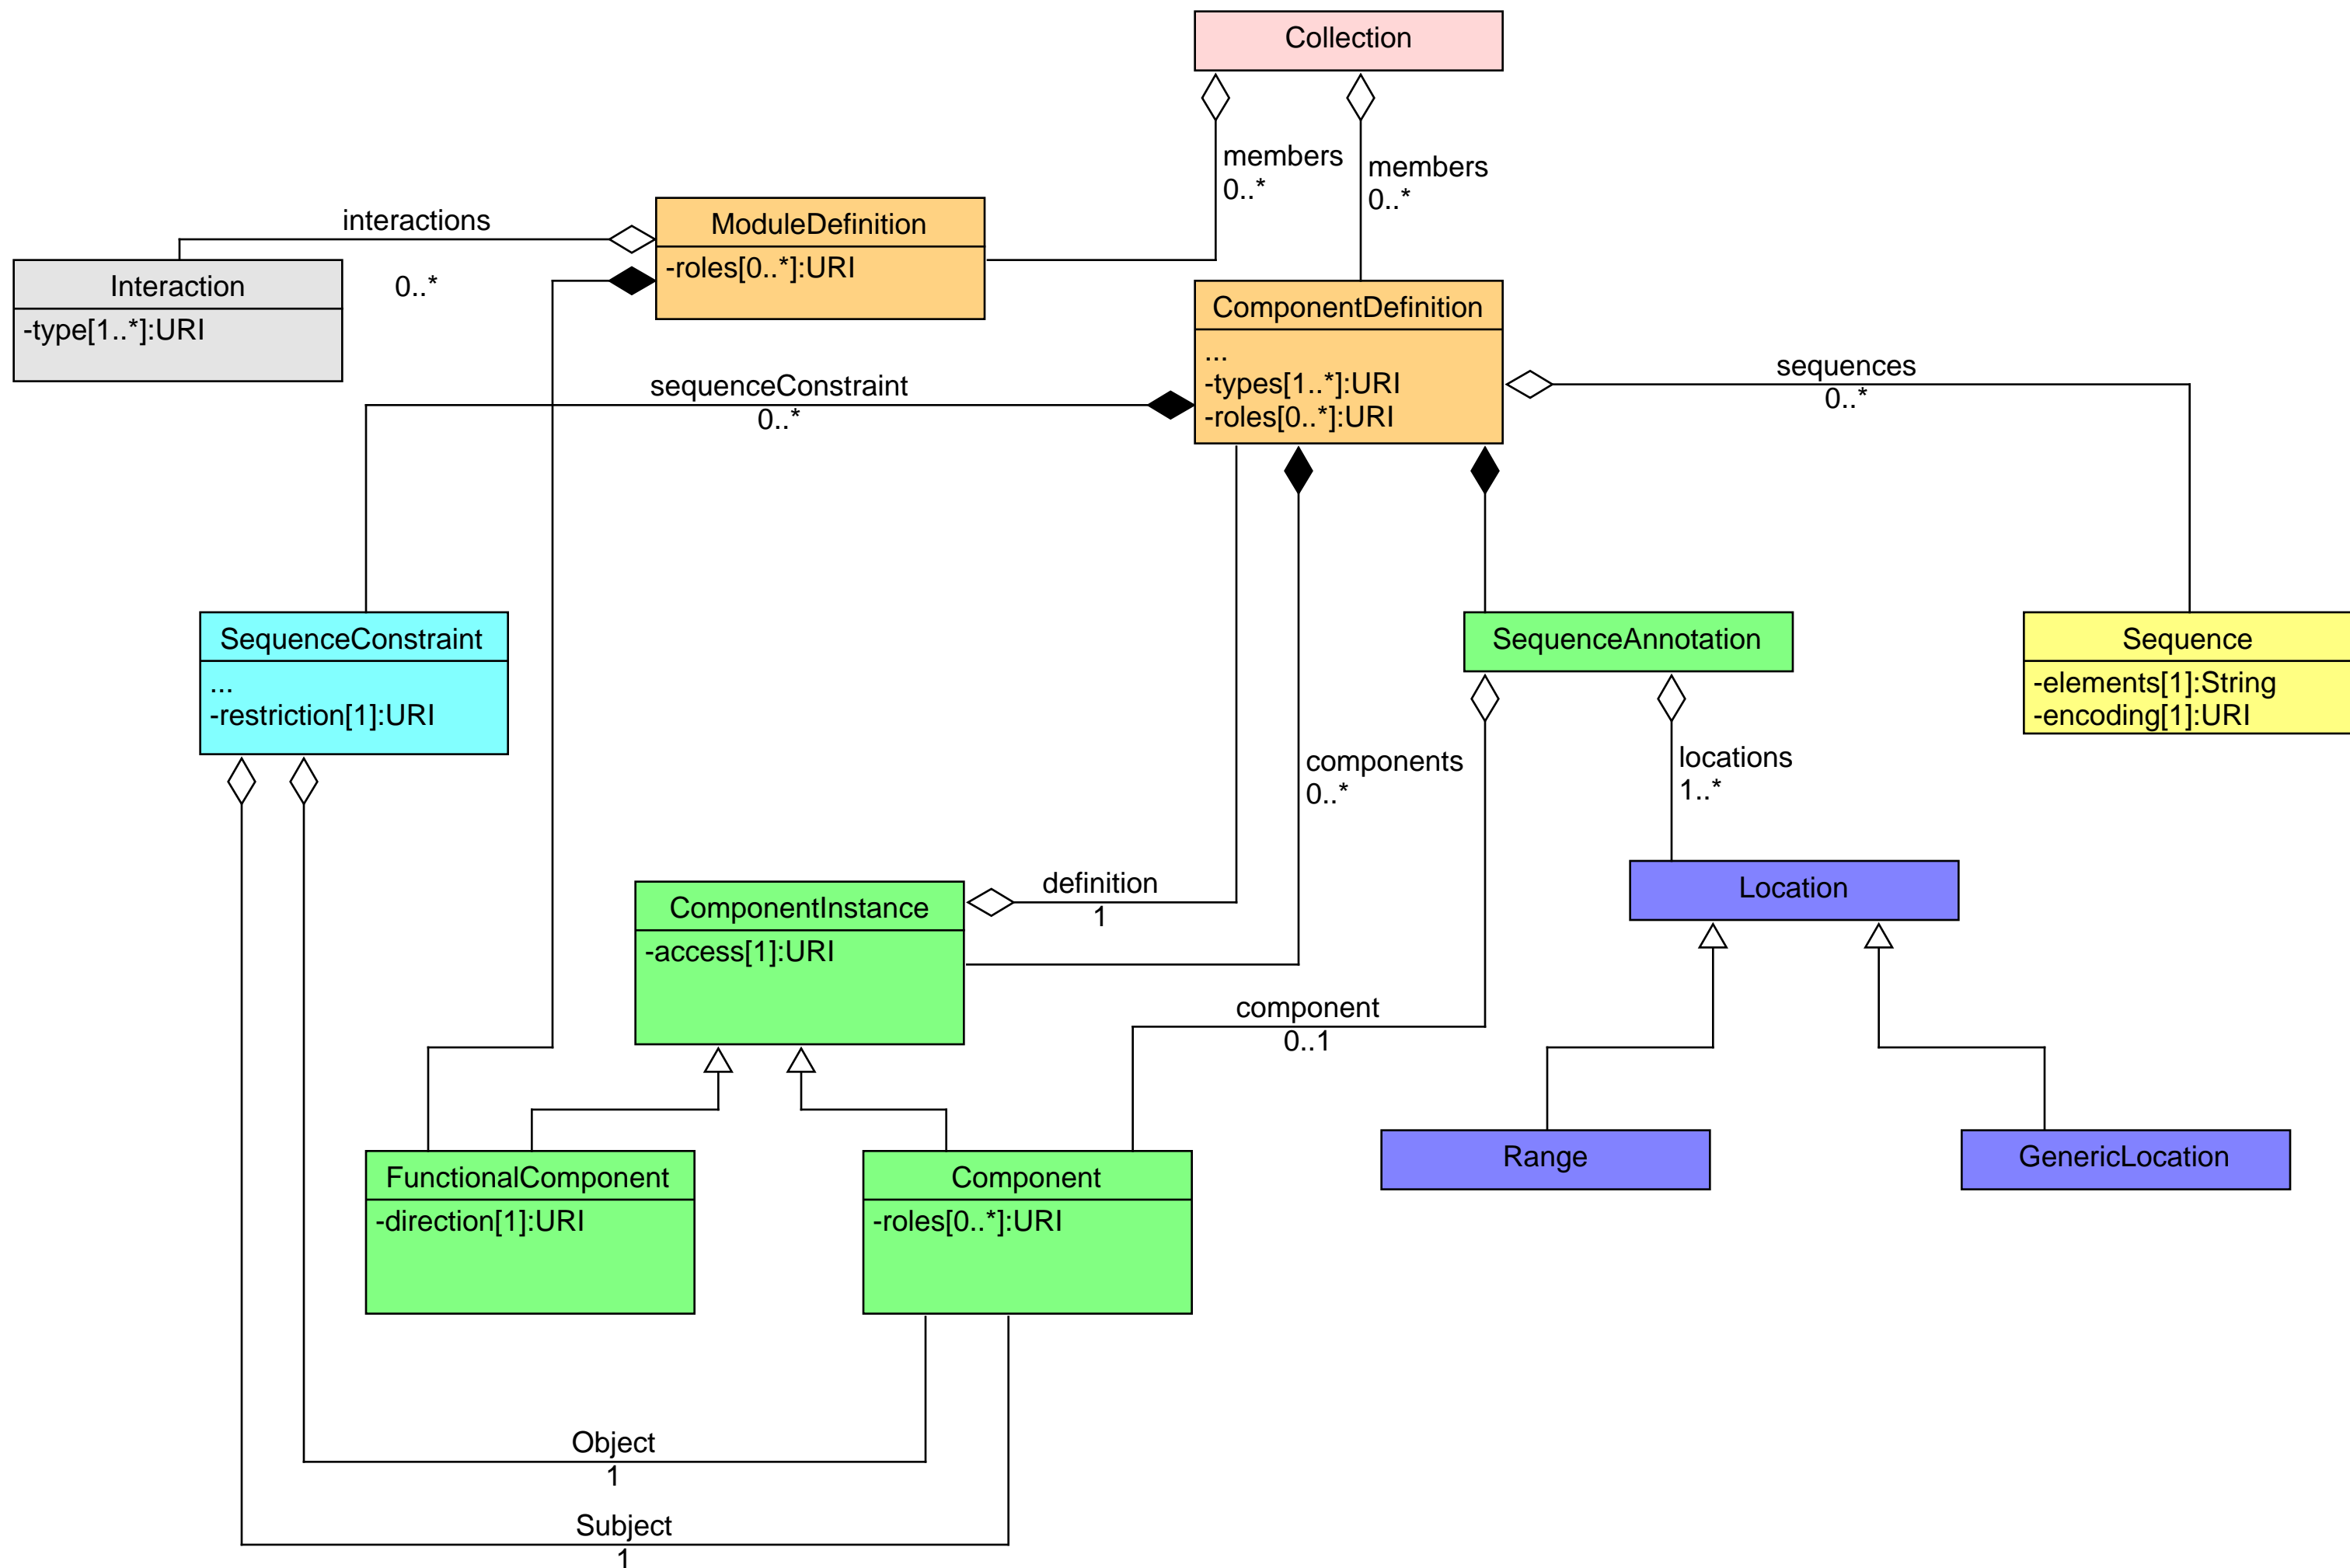 Collection
members
0..*
members
0..*
interactions
0..*
ModuleDefinition
-roles[0..*]:URI
Interaction
-type[1..*]:URI
ComponentDefinition
...
-types[1..*]:URI
-roles[0..*]:URI
sequences
0..*
sequenceConstraint
0..*
SequenceConstraint
...
-restriction[1]:URI
SequenceAnnotation
Sequence
-elements[1]:String
-encoding[1]:URI
components
0..*
locations
1..*
definition
1
ComponentInstance
-access[1]:URI
Location
component
0..1
FunctionalComponent
-direction[1]:URI
Component
-roles[0..*]:URI
Range
GenericLocation
Object
1
Subject
1